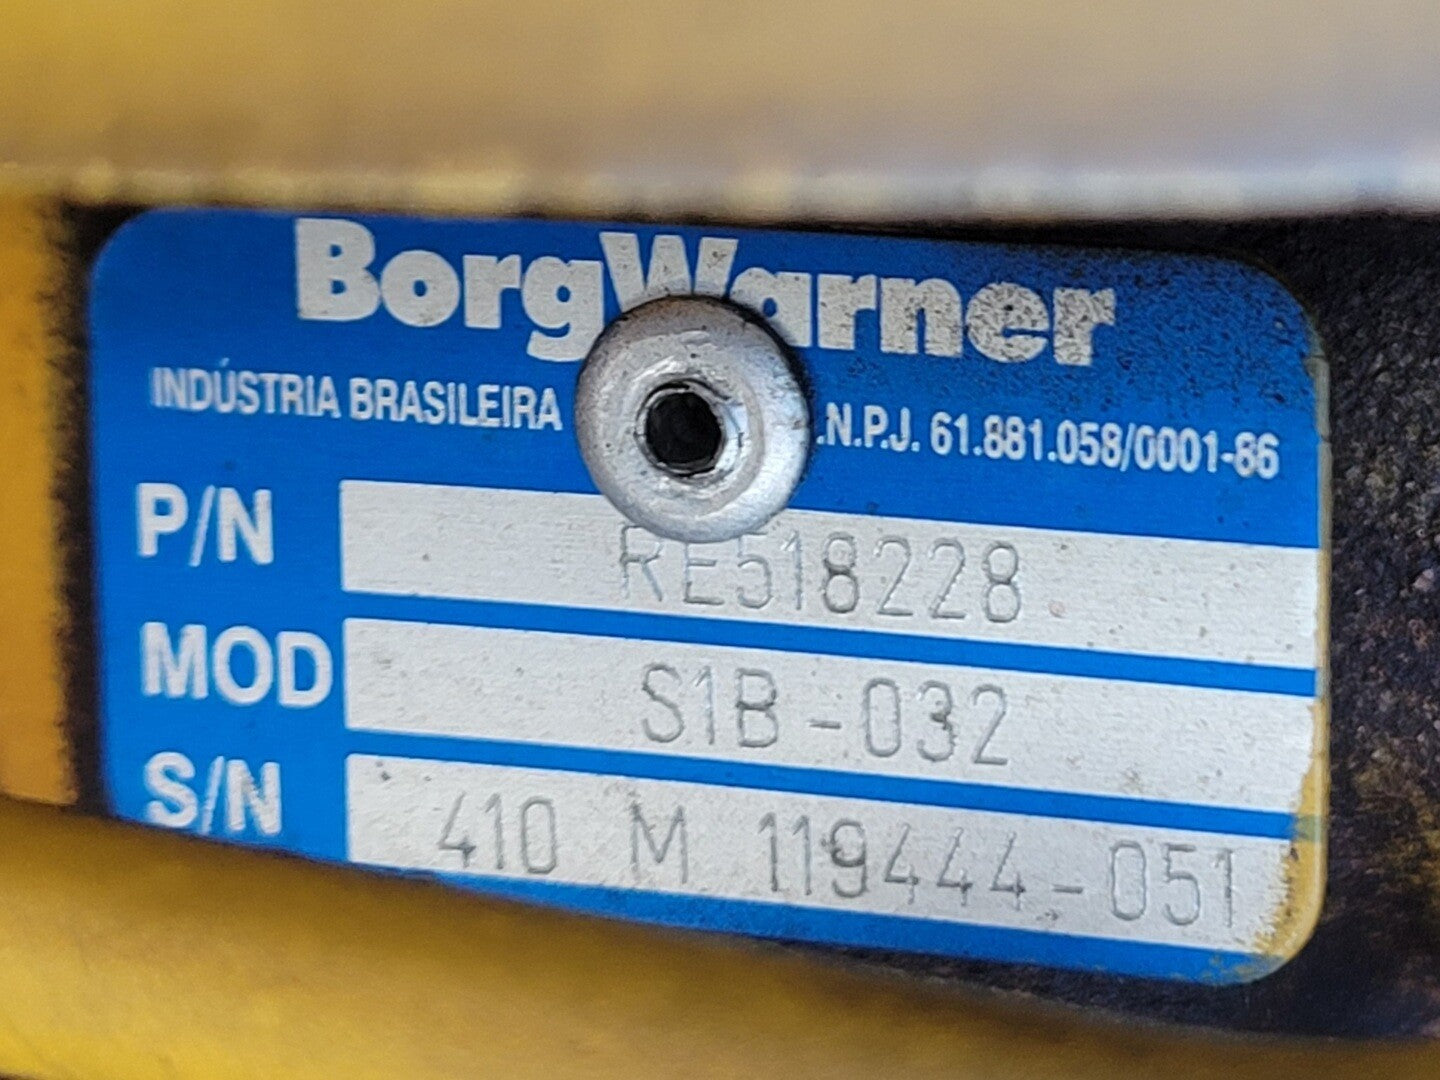 BorgWarner
INDÚSTRIA BRASILEIRA .N.P.J. 61.881.058/0001-86
P/N RE518228
MOD S1B-032
S/N 410 M 119444-051